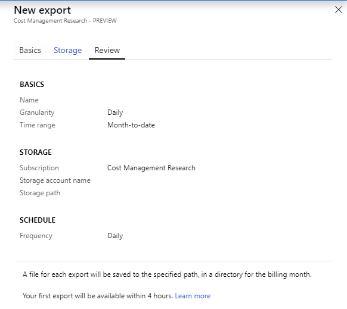 New export
Cost Management Research - PREVIEW
Basics Storage Review
BASICS
Name
Granularity Daily
Time range Month-to-date
STORAGE
Subscription Cost Management Research
Storage account name
Storage path
SCHEDULE
Frequency Daily
A file for each export will be saved to the specified path, in a directory for the billing month.
Your first export will be available within 4 hours. Learn more